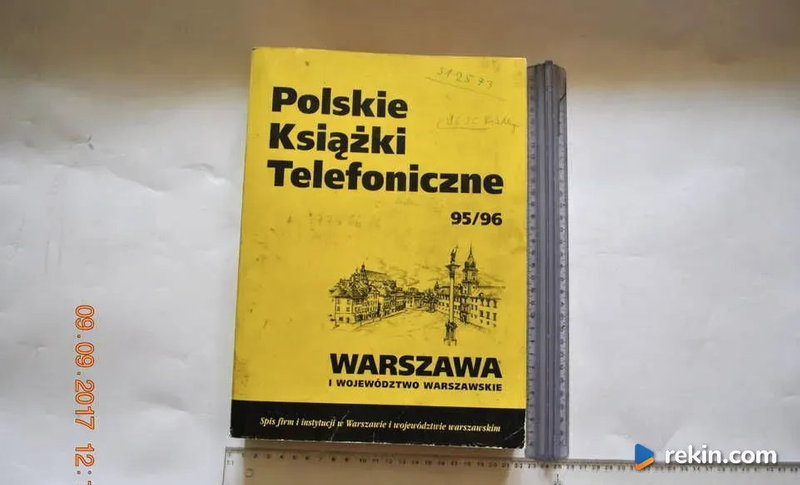 Polskie
Książki
Telefoniczne
95/96
WARSZAWA
I WOJEWÓDZTWO WARSZAWSKIE
Spis firm i instytucji w Warszawie i województwie warszawskim
09.09.2017 12:
rekin.com